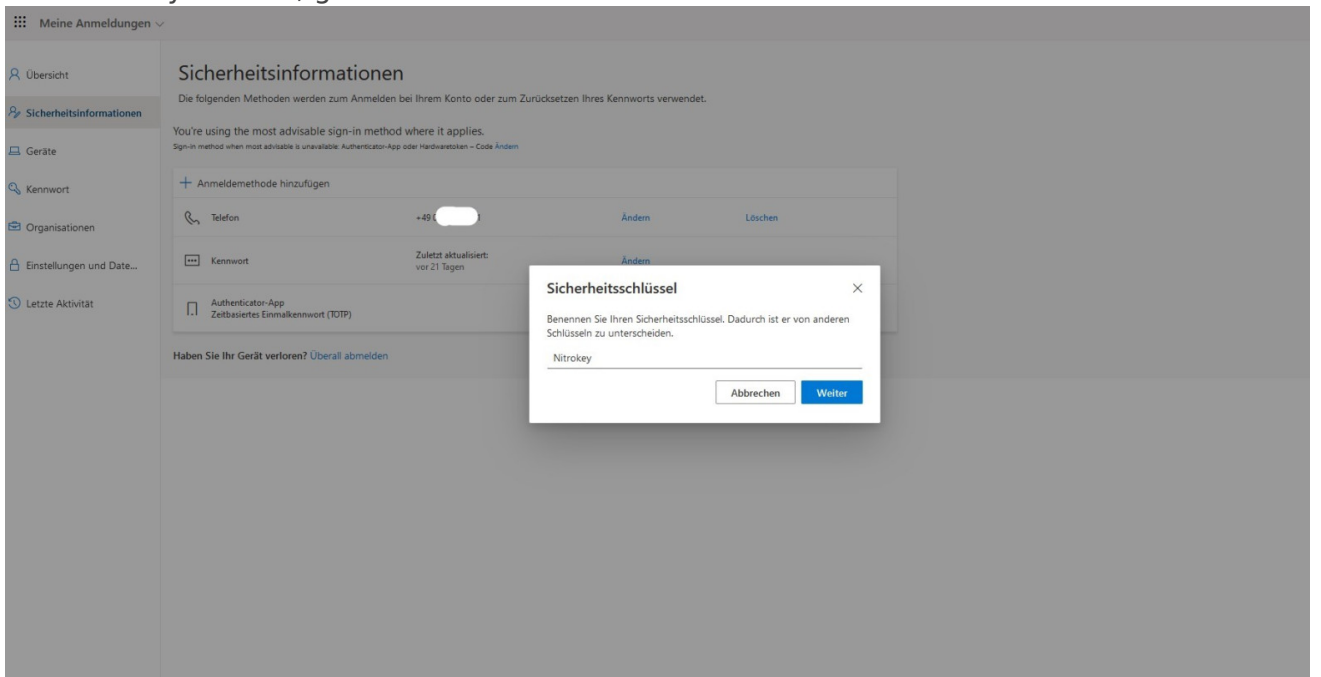 Meine Anmeldungen
Übersicht
Sicherheitsinformationen
Geräte
Kennwort
Organisationen
Einstellungen und Date...
Letzte Aktivität
Sicherheitsinformationen
Die folgenden Methoden werden zum Anmelden bei Ihrem Konto oder zum Zurücksetzen Ihres Kennworts verwendet.
You're using the most advisable sign-in method where it applies.
Sign-in method when most advisable is unavailable: Authenticator-App oder Hardwaretoken – Code Ändern
Anmeldemethode hinzufügen
Telefon +49 Ändern Löschen
Kennwort Zuletzt aktualisiert: Ändern
vor 21 Tagen
Authenticator-App
Zeitbasiertes Einmalkennwort (TOTP)
Haben Sie Ihr Gerät verloren? Überall abmelden
Sicherheitsschlüssel
Benennen Sie Ihren Sicherheitsschlüssel. Dadurch ist er von anderen
Schlüsseln zu unterscheiden.
Nitrokey
Abbrechen Weiter